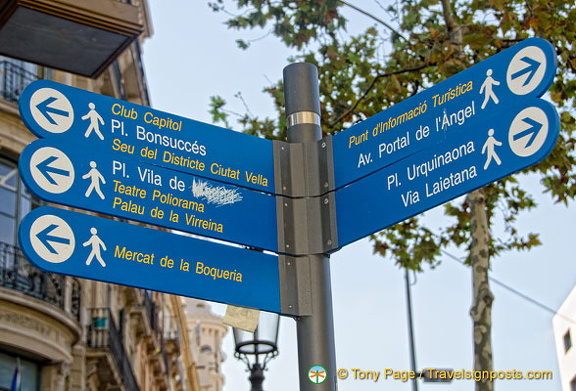 Club Capitol
Pl. Bonsuccés
Seu del Districte Ciutat Vella
Pl. Vila de
Teatre Poliorama
Palau de la Virreina
Mercat de la Boqueria
Punt d'Informació Turística
Av. Portal de l'Àngel
Pl. Urquinaona
Via Laietana
© Tony Page / Travelsignposts.com